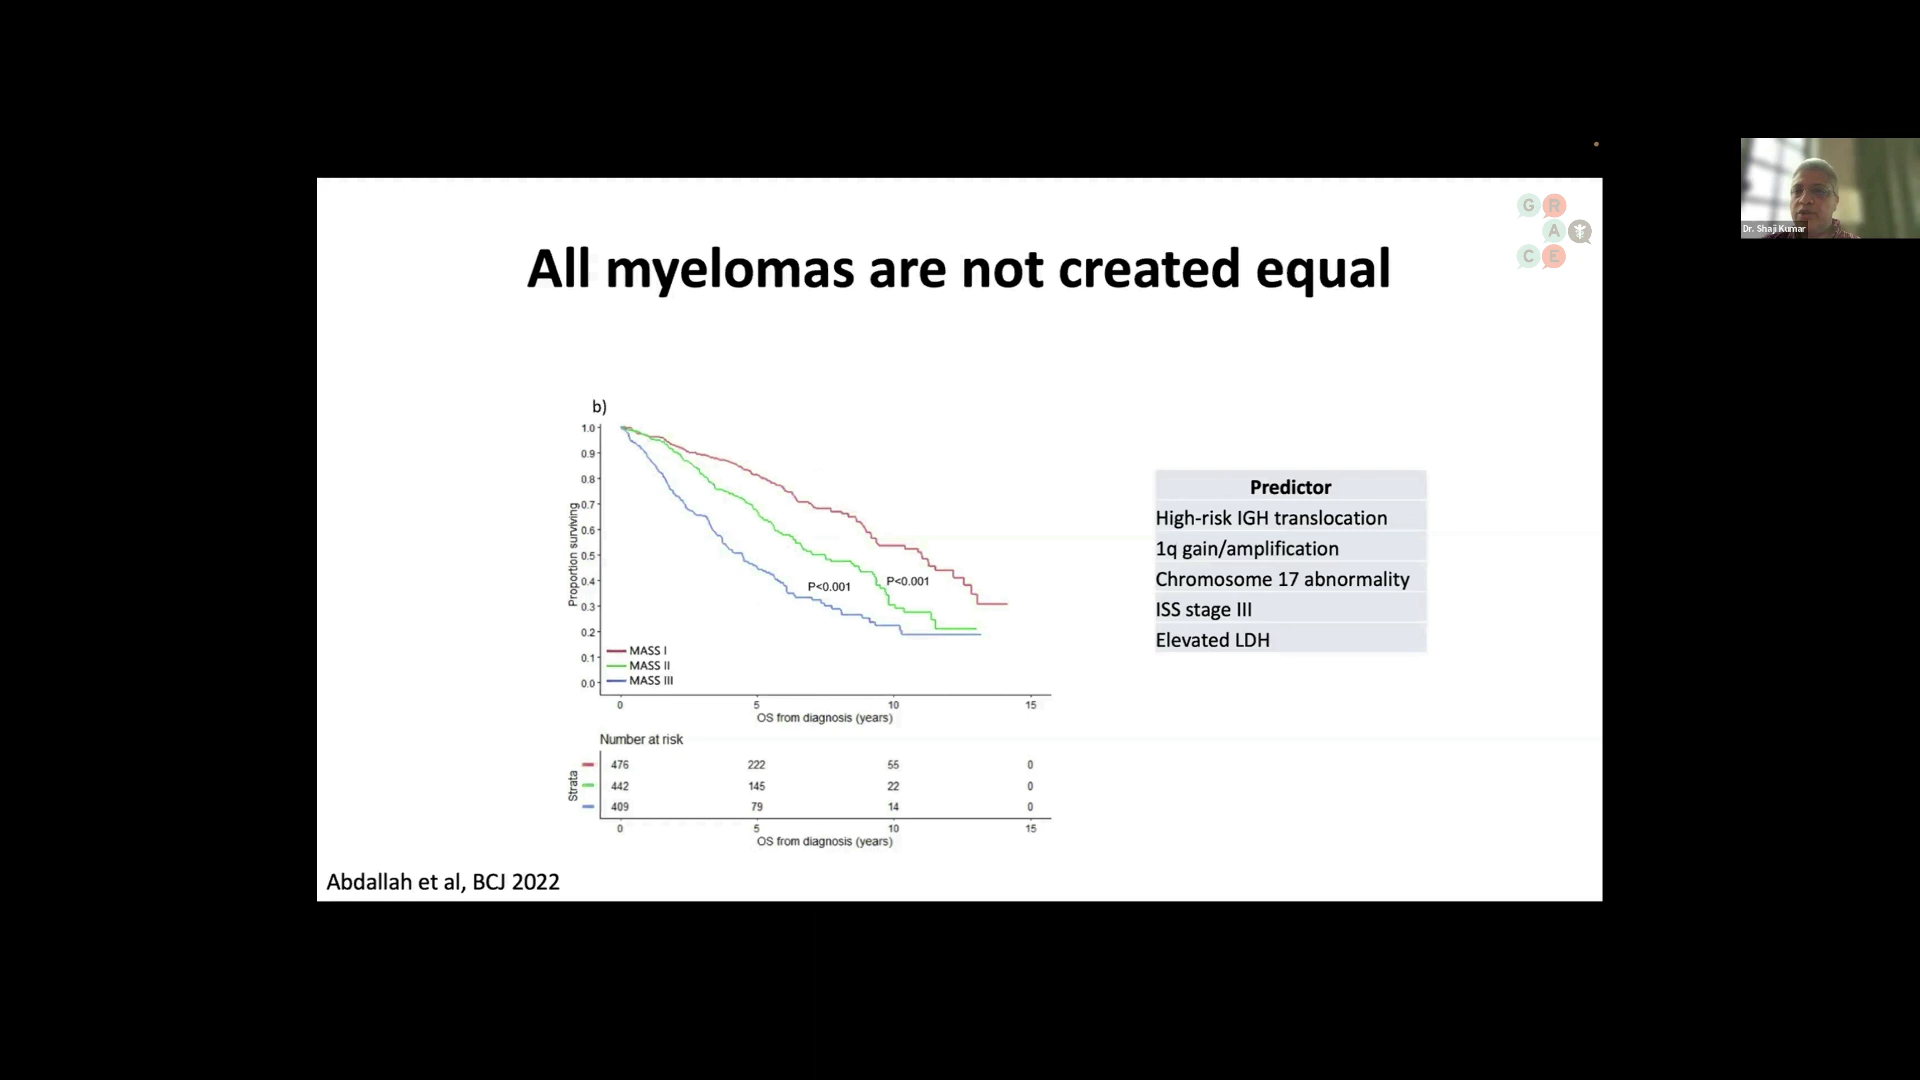 G R
A
C E
Dr. Shaji Kumar
All myelomas are not created equal
b)
1.0
0.9
0.8
0.7
0.6
0.5
0.4
0.3
0.2
0.1
0.0
Proportion surviving
P<0.001
P<0.001
MASS I
MASS II
MASS III
0 5 10 15
OS from diagnosis (years)
Number at risk
Strata
476 222 55 0
442 145 22 0
409 79 14 0
0 5 10 15
OS from diagnosis (years)
Predictor
High-risk IGH translocation
1q gain/amplification
Chromosome 17 abnormality
ISS stage III
Elevated LDH
Abdallah et al, BCJ 2022